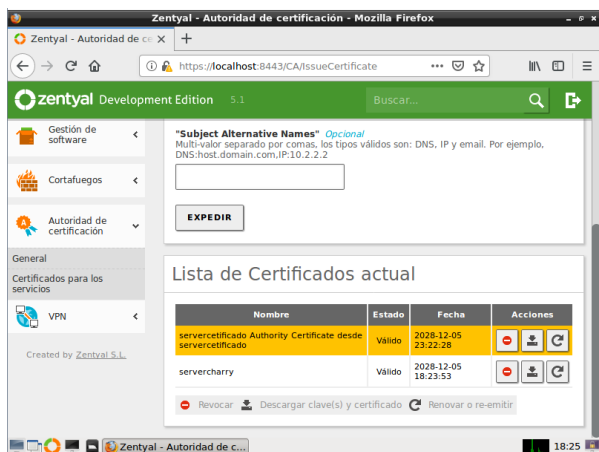 Zentyal - Autoridad de certificación - Mozilla Firefox
Zentyal - Autoridad de ce
https://localhost:8443/CA/IssueCertificate
zentyal Development Edition 5.1
Buscar...
Gestión de
software
Cortafuegos
Autoridad de
certificación
General
Certificados para los
servicios
VPN
Created by Zentyal S.L.
"Subject Alternative Names" Opcional
Multi-valor separado por comas, los tipos válidos son: DNS, IP y email. Por ejemplo,
DNS:host.domain.com,IP:10.2.2.2
EXPEDIR
Lista de Certificados actual
Nombre Estado Fecha Acciones
servercetificado Authority Certificate desde
servercetificado
Válido
2028-12-05
23:22:28
servercharry
Válido
2028-12-05
18:23:53
Revocar Descargar clave(s) y certificado Renovar o re-emitir
Zentyal - Autoridad de c...
18:25